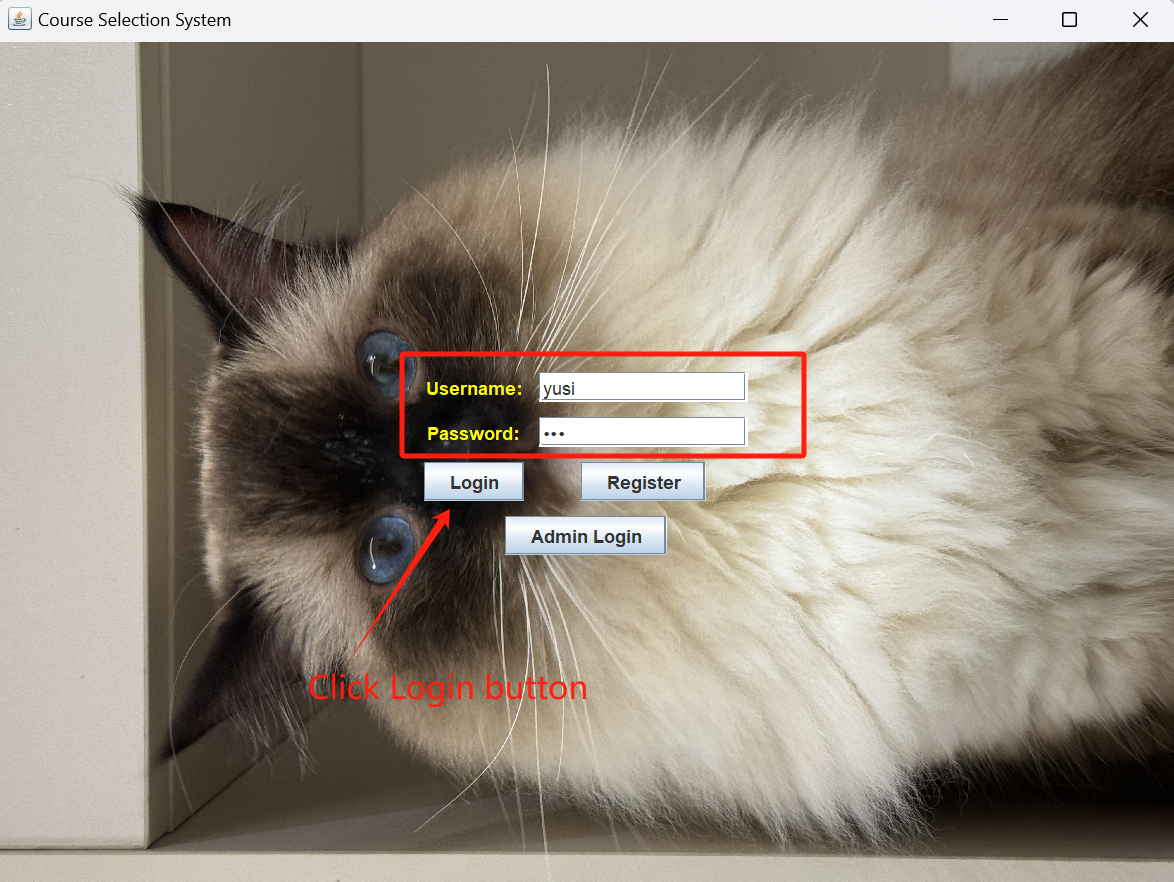 Course Selection System
Username: yusi
Password: •••
Login Register
Admin Login
Click Login button